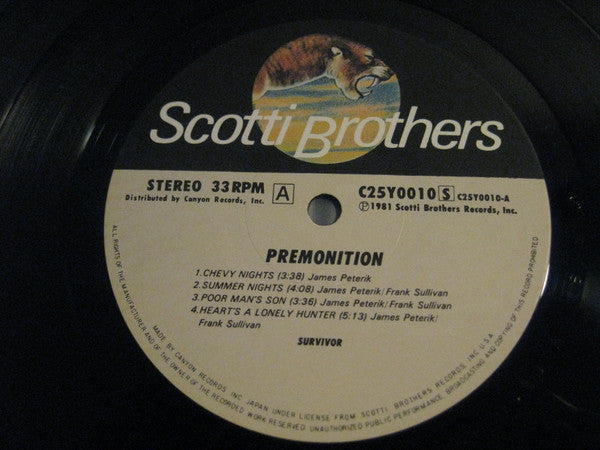 Scotti Brothers
STEREO 33RPM A
Distributed by Canyon Records, Inc.
C25Y0010 S C25Y0010-A
Ⓟ1981 Scotti Brothers Records, Inc.
PREMONITION
1.CHEVY NIGHTS (3:38) James Peterik
2.SUMMER NIGHTS (4:08) James Peterik/Frank Sullivan
3.POOR MAN'S SON (3:36) James Peterik/Frank Sullivan
4.HEART'S A LONELY HUNTER (5:13) James Peterik/
Frank Sullivan
SURVIVOR
MADE BY CANYON RECORDS, INC. JAPAN UNDER LICENSE FROM SCOTTI BROTHERS RECORDS, INC. U.S.A.
ALL RIGHTS OF THE MANUFACTURER AND OF THE OWNER OF THE RECORDED WORK RESERVED. UNAUTHORIZED PUBLIC PERFORMANCE, BROADCASTING AND COPYING OF THIS RECORD PROHIBITED